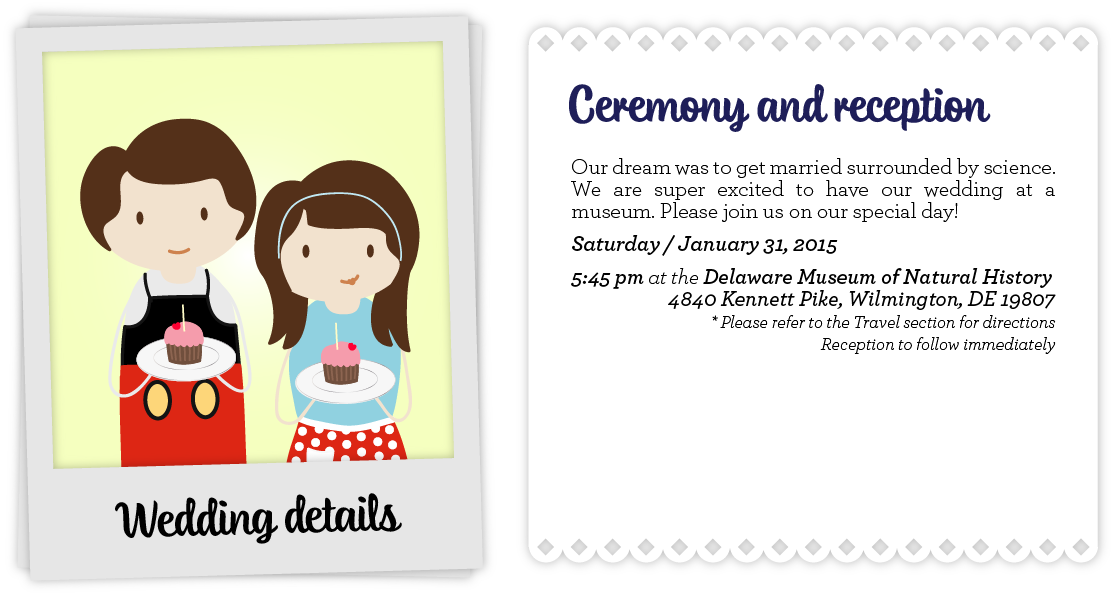 Wedding details
Ceremony and reception
Our dream was to get married surrounded by science.
We are super excited to have our wedding at a
museum. Please join us on our special day!
Saturday / January 31, 2015
5:45 pm at the Delaware Museum of Natural History
4840 Kennett Pike, Wilmington, DE 19807
* Please refer to the Travel section for directions
Reception to follow immediately